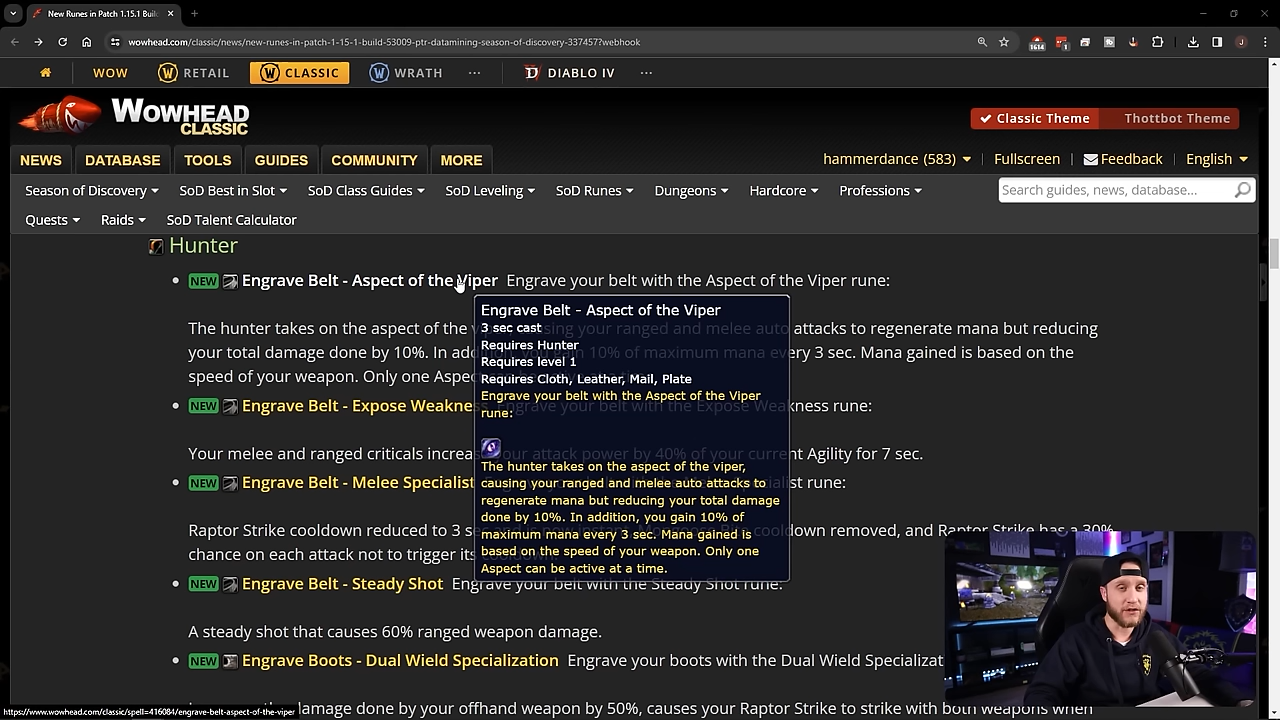 New Runes in Patch 1.15.1 Buil
wowhead.com/classic/news/new-runes-in-patch-1-15-1-build-53009-ptr-datamining-season-of-discovery-337457?webhook
1614
1
J
WOW
RETAIL
CLASSIC
WRATH
...
DIABLO IV
...
WOWHEAD
CLASSIC
Classic Theme
Thottbot Theme
NEWS
DATABASE
TOOLS
GUIDES
COMMUNITY
MORE
hammerdance (583)
Fullscreen
Feedback
English
Season of Discovery
SoD Best in Slot
SoD Class Guides
SoD Leveling
SoD Runes
Dungeons
Hardcore
Professions
Search guides, news, database...
Quests
Raids
SoD Talent Calculator
Hunter
NEW Engrave Belt - Aspect of the Viper Engrave your belt with the Aspect of the Viper rune:
The hunter takes on the aspect of the viper, causing your ranged and melee auto attacks to regenerate mana but reducing
your total damage done by 10%. In addition, you gain 10% of maximum mana every 3 sec. Mana gained is based on the
speed of your weapon. Only one Aspec
NEW Engrave Belt - Expose Weakness Engrave your belt with the Expose Weakness rune:
Your melee and ranged criticals increase your attack power by 40% of your current Agility for 7 sec.
NEW Engrave Belt - Melee Specialist
alist rune:
Raptor Strike cooldown reduced to 3 sec
Mongoose Bite cooldown removed, and Raptor Strike has a 30%
chance on each attack not to trigger its
NEW Engrave Belt - Steady Shot Engrave your belt with the Steady Shot rune:
A steady shot that causes 60% ranged weapon damage.
NEW Engrave Boots - Dual Wield Specialization Engrave your boots with the Dual Wield Specializat
damage done by your offhand weapon by 50%, causes your Raptor Strike to strike with both weapons when
Engrave Belt - Aspect of the Viper
3 sec cast
Requires Hunter
Requires level 1
Requires Cloth, Leather, Mail, Plate
Engrave your belt with the Aspect of the Viper
rune:
The hunter takes on the aspect of the viper,
causing your ranged and melee auto attacks to
regenerate mana but reducing your total damage
done by 10%. In addition, you gain 10% of
maximum mana every 3 sec. Mana gained is
based on the speed of your weapon. Only one
Aspect can be active at a time.
https://www.wowhead.com/classic/spell=416084/engrave-belt-aspect-of-the-viper